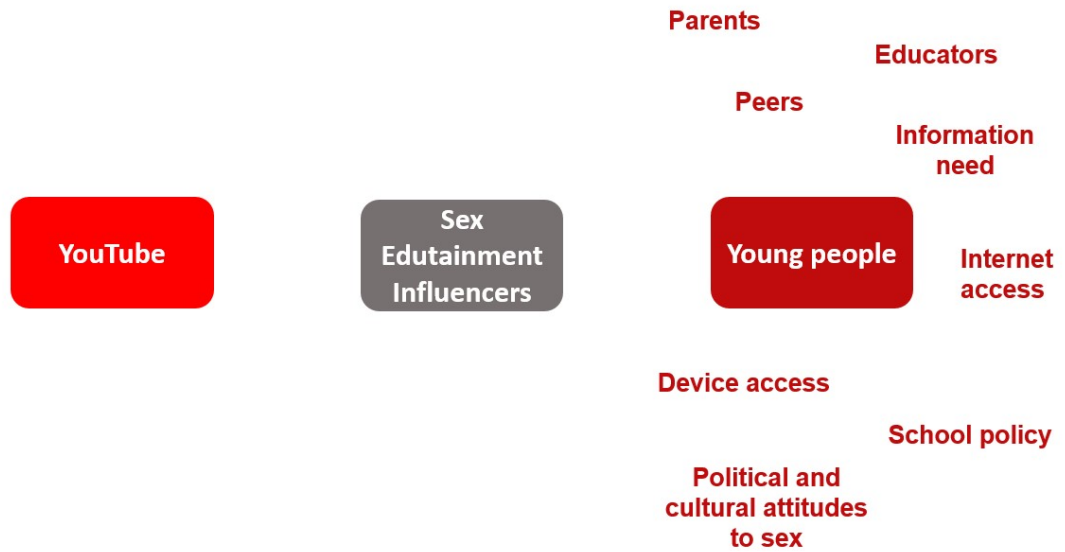 Parents
Educators
Peers
Information
need
YouTube
Sex
Edutainment
Influencers
Young people
Internet
access
Device access
School policy
Political and
cultural attitudes
to sex